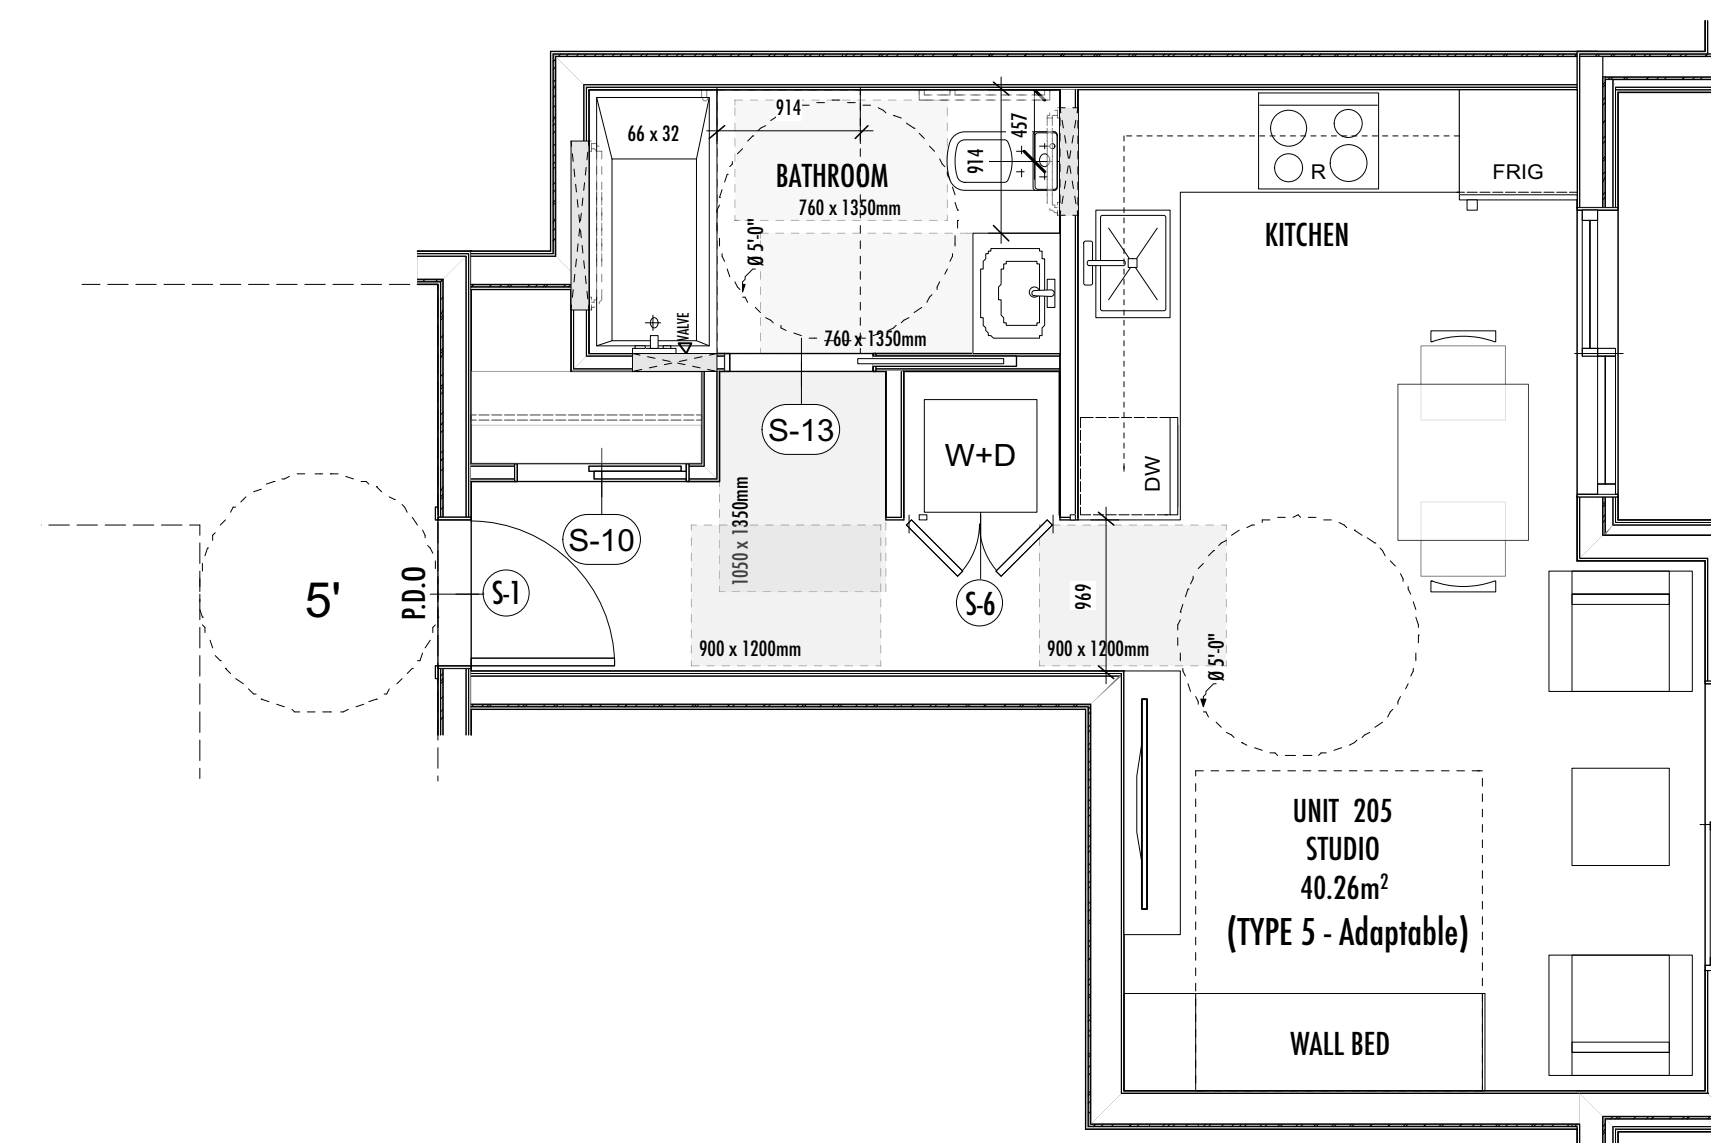 914
66 x 32
457
914
BATHROOM
760 x 1350mm
Ø 5'-0"
VALVE
760 x 1350mm
R
FRIG
KITCHEN
S-13
W+D
DW
1050 x 1350mm
S-10
5'
P.D.O
S-1
S-6
969
900 x 1200mm
900 x 1200mm
Ø 5'-0"
UNIT 205
STUDIO
40.26m²
(TYPE 5 - Adaptable)
WALL BED